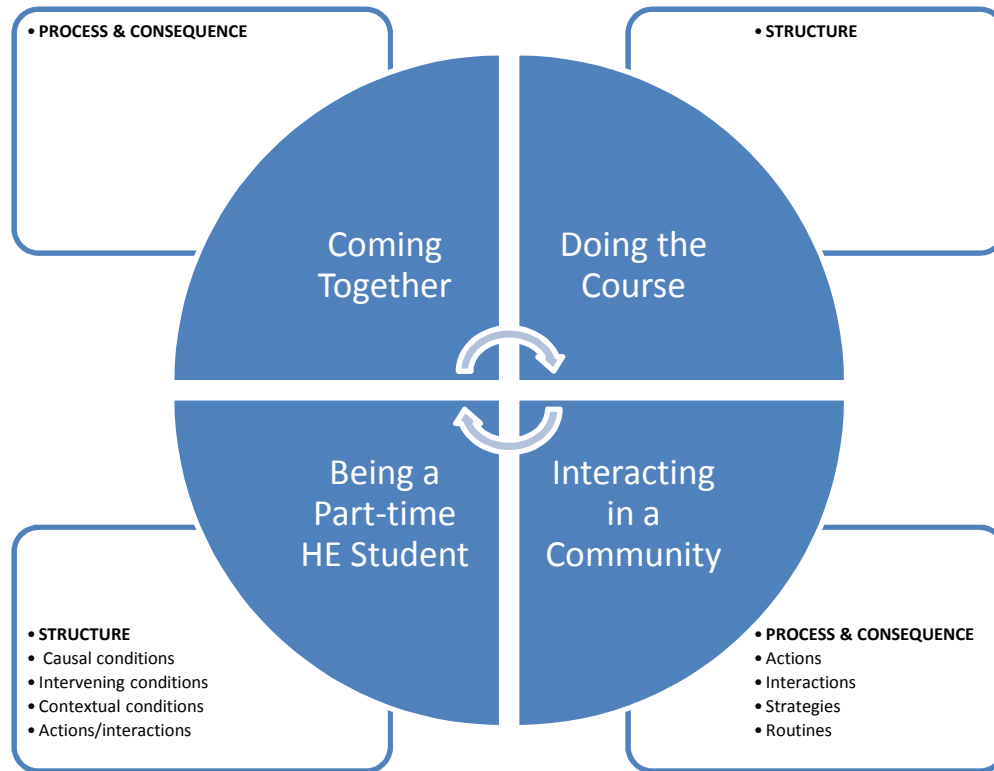 • PROCESS & CONSEQUENCE
• STRUCTURE
Coming
Together
Doing the
Course
Being a
Part-time
HE Student
Interacting
in a
Community
• STRUCTURE
• Causal conditions
• Intervening conditions
• Contextual conditions
• Actions/interactions
• PROCESS & CONSEQUENCE
• Actions
• Interactions
• Strategies
• Routines